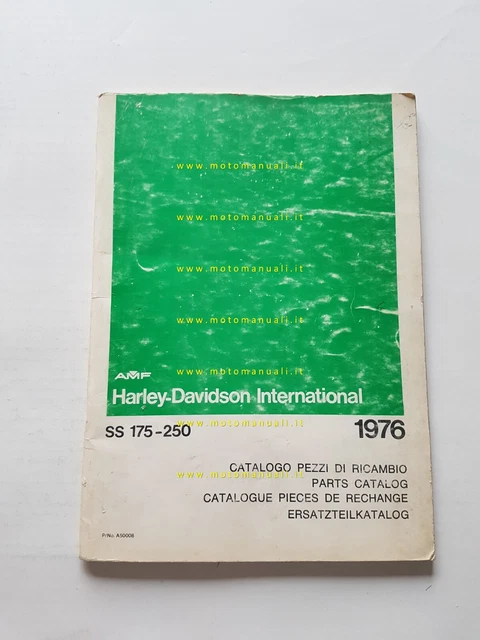 www.motomanuali.it
www.motomanuali.it
www.motomanuali.it
www.motomanuali.it
www.motomanuali.it
AMF
Harley-Davidson International
www.motomanuali.it
SS 175-250 1976
CATALOGO PEZZI DI RICAMBIO
www.motomanuali.it
PARTS CATALOG
CATALOGUE PIECES DE RECHANGE
ERSATZTEILKATALOG
P/No. A50008